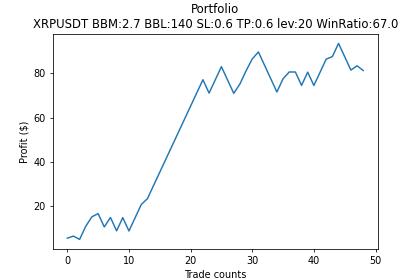 Portfolio
XRPUSDT BBM:2.7 BBL:140 SL:0.6 TP:0.6 lev:20 WinRatio:67.0
Profit ($)
80
60
40
20
0 10 20 30 40 50
Trade counts